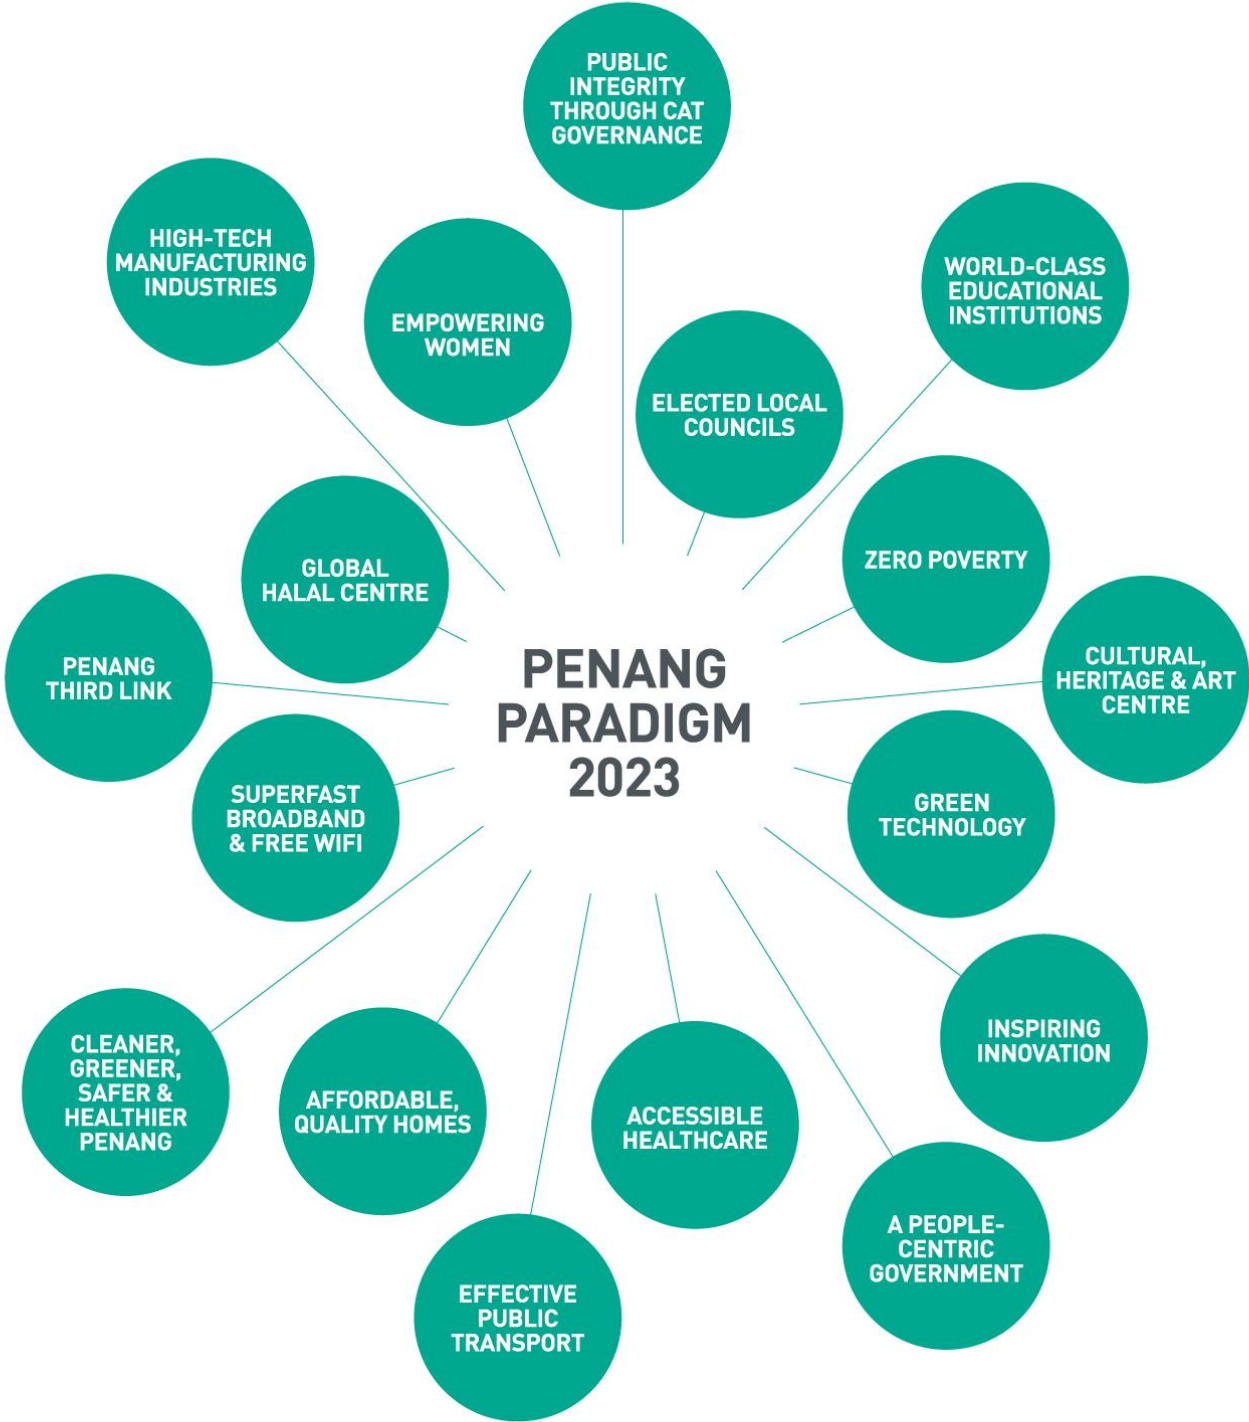 PUBLIC
INTEGRITY
THROUGH CAT
GOVERNANCE
HIGH-TECH
MANUFACTURING
INDUSTRIES
EMPOWERING
WOMEN
WORLD-CLASS
EDUCATIONAL
INSTITUTIONS
ELECTED LOCAL
COUNCILS
GLOBAL
HALAL CENTRE
ZERO POVERTY
PENANG
THIRD LINK
PENANG
PARADIGM
2023
CULTURAL,
HERITAGE & ART
CENTRE
SUPERFAST
BROADBAND
& FREE WIFI
GREEN
TECHNOLOGY
CLEANER,
GREENER,
SAFER &
HEALTHIER
PENANG
AFFORDABLE,
QUALITY HOMES
ACCESSIBLE
HEALTHCARE
INSPIRING
INNOVATION
EFFECTIVE
PUBLIC
TRANSPORT
A PEOPLE-
CENTRIC
GOVERNMENT